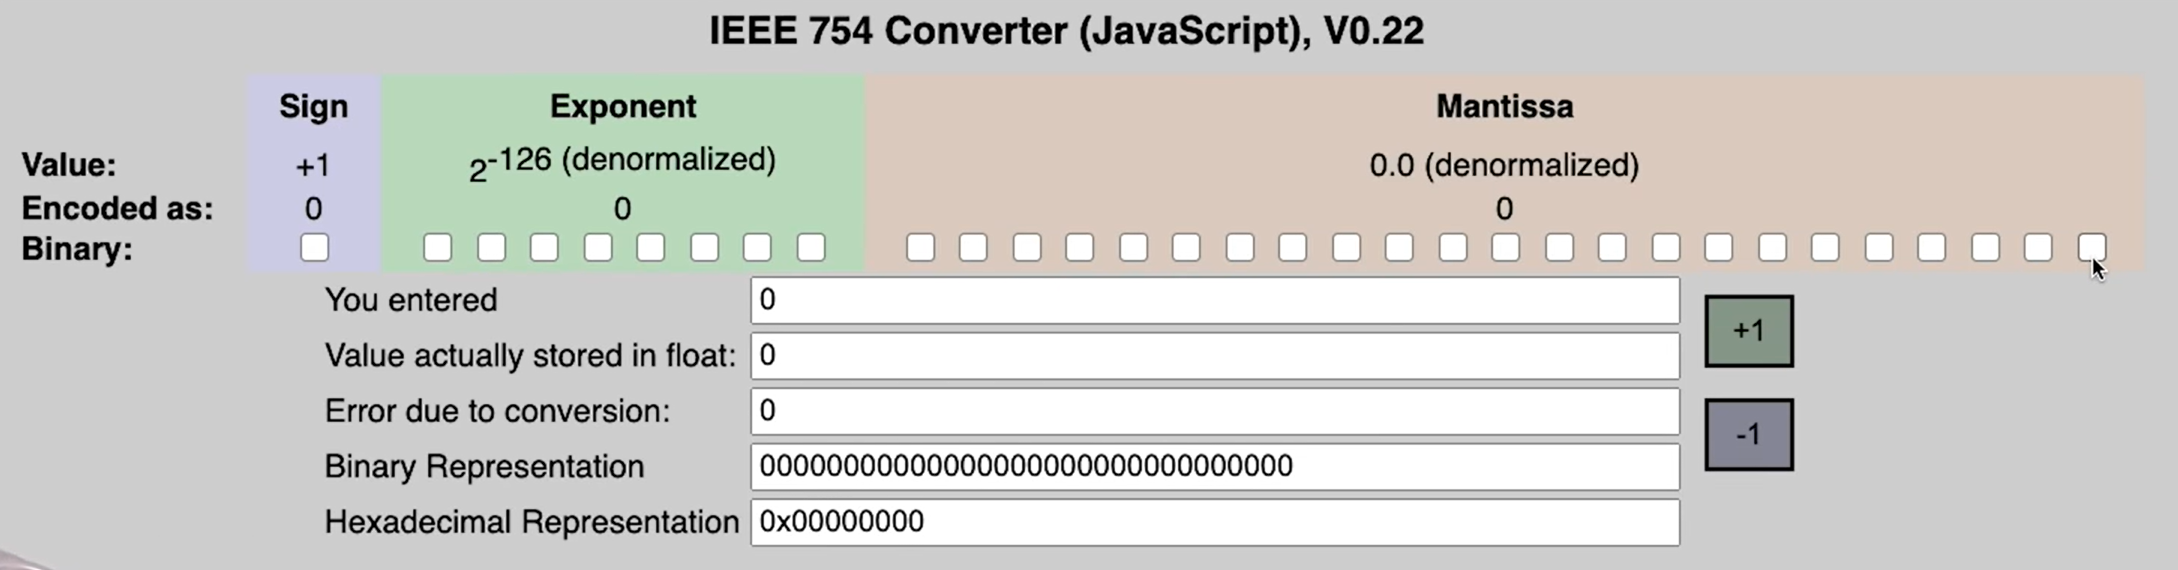 IEEE 754 Converter (JavaScript), V0.22
Sign Exponent Mantissa
Value: +1 2-126 (denormalized) 0.0 (denormalized)
Encoded as: 0 0 0
Binary:
You entered 0
+1
Value actually stored in float: 0
Error due to conversion: 0
-1
Binary Representation 00000000000000000000000000000000
Hexadecimal Representation 0x00000000